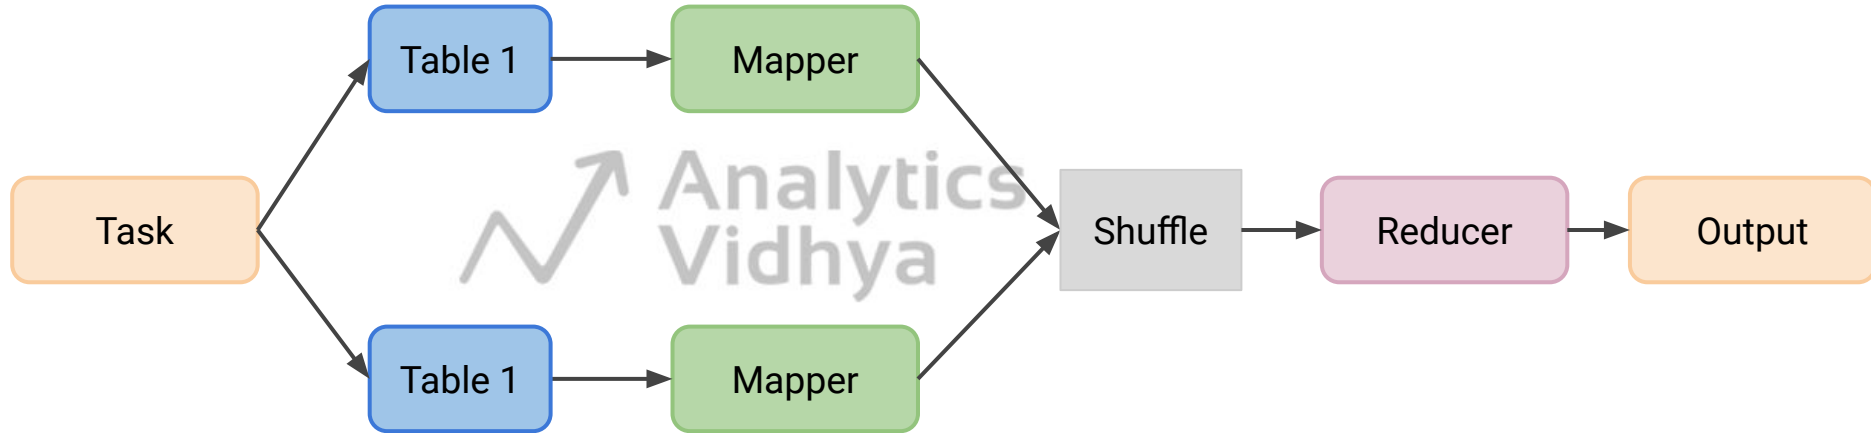 Table 1
Mapper
Analytics
Vidhya
Task
Shuffle
Reducer
Output
Table 1
Mapper